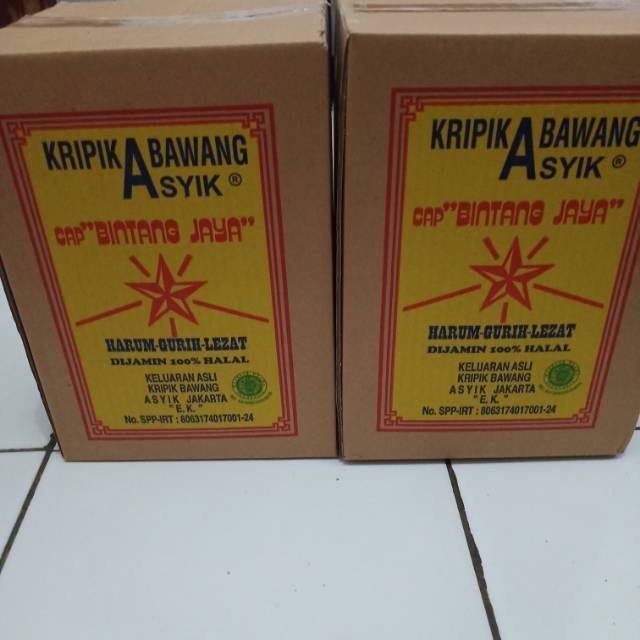 KRIPIK BAWANG
ASYIK ®
CAP "BINTANG JAYA"
HARUM-GURIH-LEZAT
DIJAMIN 100% HALAL
KELUARAN ASLI
KRIPIK BAWANG
ASYIK JAKARTA
"E.K."
No. SPP-IRT : 8063174017001-24
KRIPIK BAWANG
ASYIK ®
CAP "BINTANG JAYA"
HARUM-GURIH-LEZAT
DIJAMIN 100% HALAL
KELUARAN ASLI
KRIPIK BAWANG
ASYIK JAKARTA
"E.K."
No. SPP-IRT : 8063174017001-24